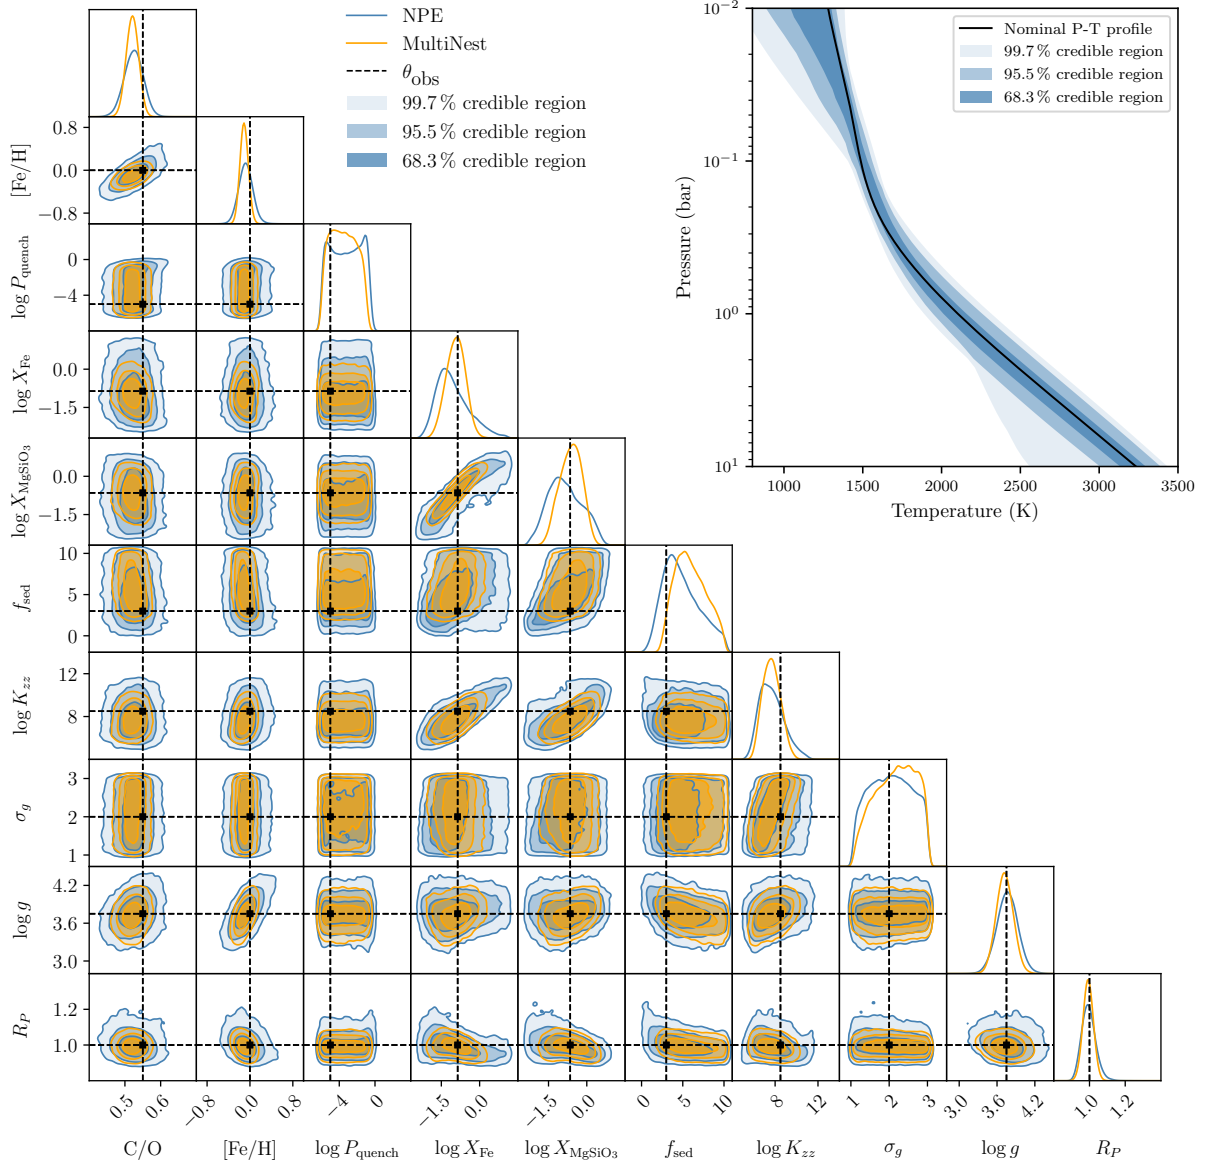 NPE
MultiNest
θ_obs
99.7 % credible region
95.5 % credible region
68.3 % credible region
10⁻²
10⁻¹
10⁰
10¹
Pressure (bar)
1000 1500 2000 2500 3000 3500
Temperature (K)
Nominal P-T profile
99.7 % credible region
95.5 % credible region
68.3 % credible region
[Fe/H]
0.8
0.0
−0.8
log P_quench
0
−4
log X_Fe
0.0
−1.5
log X_MgSiO₃
0.0
−1.5
f_sed
10
5
0
log K_zz
12
8
σ_g
3
2
1
log g
4.2
3.6
3.0
R_P
1.2
1.0
0.5 0.6 −0.8 0.0 0.8 −4 0 −1.5 0.0 −1.5 0.0 0 5 10 8 12 1 2 3 3.0 3.6 4.2 1.0 1.2
C/O [Fe/H] log P_quench log X_Fe log X_MgSiO₃ f_sed log K_zz σ_g log g R_P